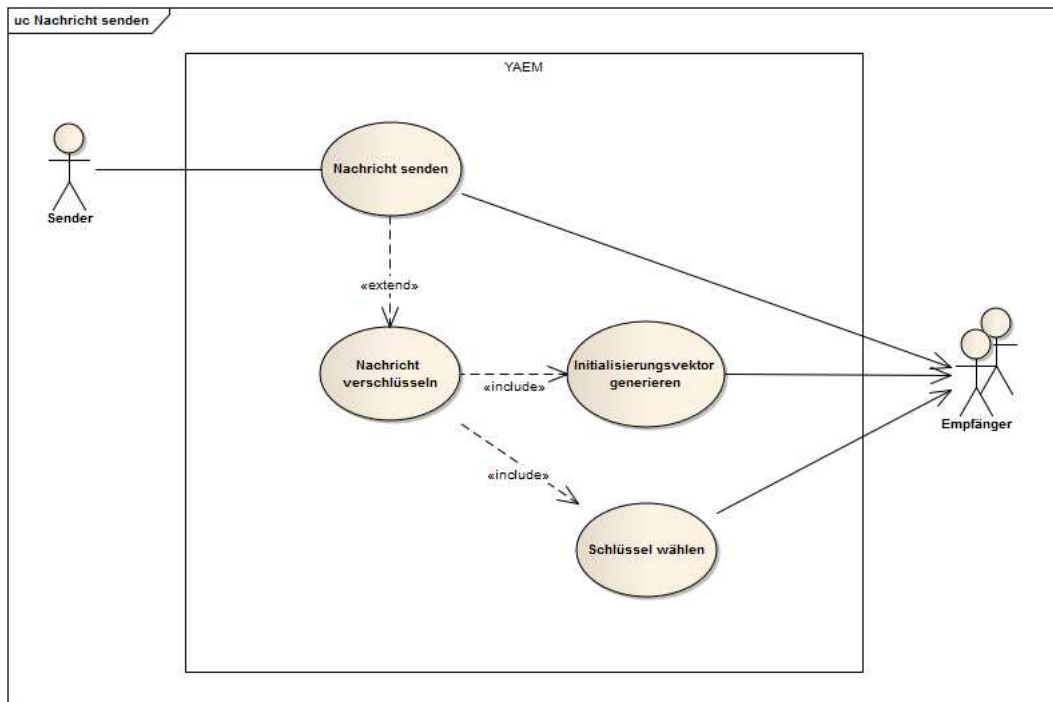 uc Nachricht senden
YAEM
Nachricht senden
Sender
«extend»
Nachricht
verschlüsseln
«include»
Initialisierungsvektor
generieren
Empfänger
«include»
Schlüssel wählen